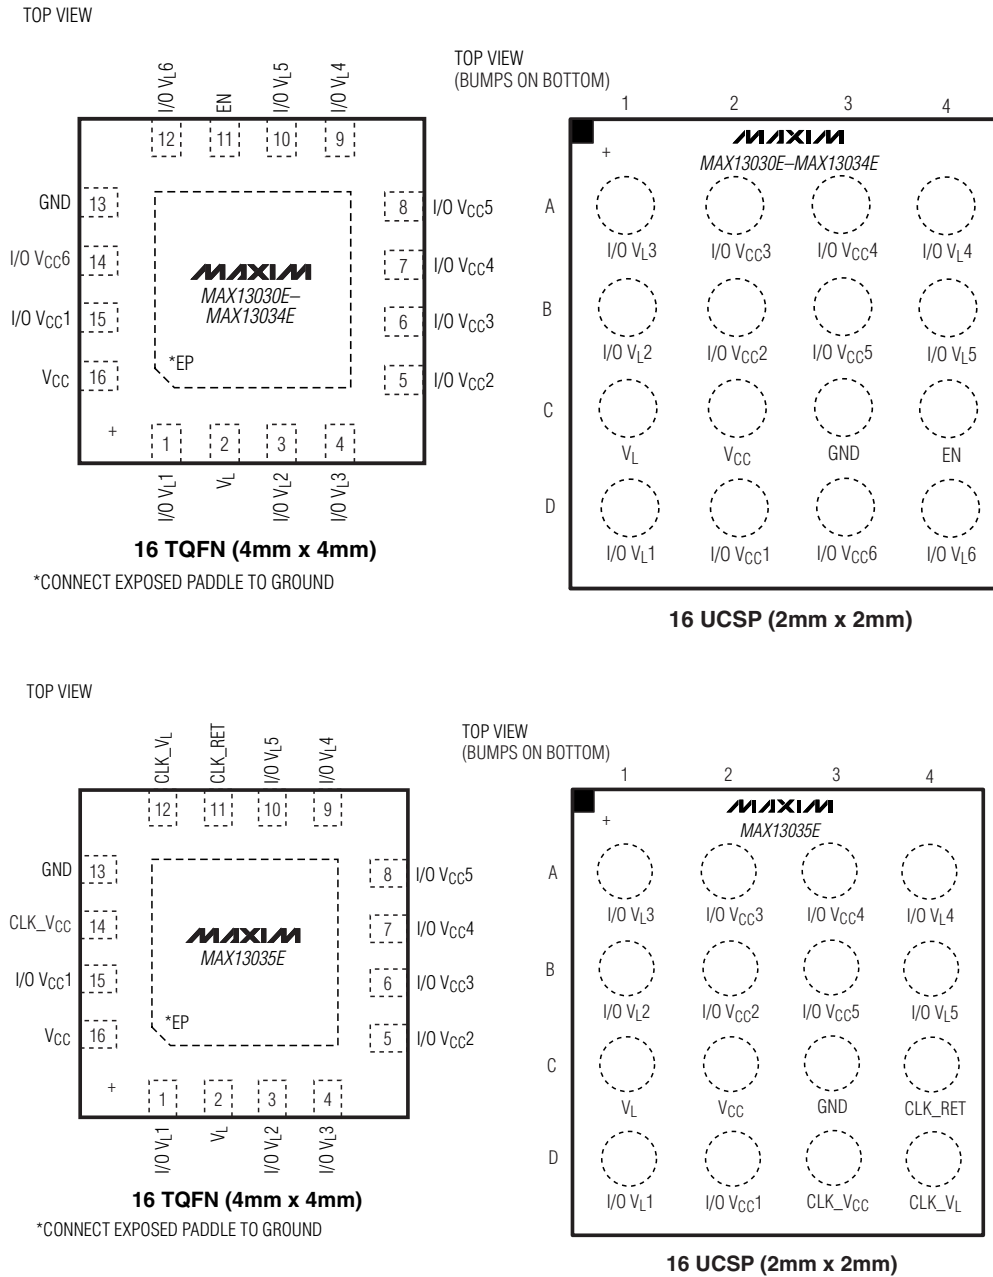 TOP VIEW
I/O VL6
EN
I/O VL5
I/O VL4
12
11
10
9
GND
13
8
I/O VCC5
I/O VCC6
14
7
I/O VCC4
MAXIM
MAX13030E–
MAX13034E
I/O VCC1
15
6
I/O VCC3
*EP
VCC
16
5
I/O VCC2
+
1
2
3
4
I/O VL1
VL
I/O VL2
I/O VL3
16 TQFN (4mm x 4mm)
*CONNECT EXPOSED PADDLE TO GROUND
TOP VIEW
(BUMPS ON BOTTOM)
1 2 3 4
+
MAXIM
MAX13030E–MAX13034E
A
I/O VL3 I/O VCC3 I/O VCC4 I/O VL4
B
I/O VL2 I/O VCC2 I/O VCC5 I/O VL5
C
VL VCC GND EN
D
I/O VL1 I/O VCC1 I/O VCC6 I/O VL6
16 UCSP (2mm x 2mm)
TOP VIEW
CLK_VL
CLK_RET
I/O VL5
I/O VL4
12
11
10
9
GND
13
8
I/O VCC5
CLK_VCC
14
7
I/O VCC4
MAXIM
MAX13035E
I/O VCC1
15
6
I/O VCC3
*EP
VCC
16
5
I/O VCC2
+
1
2
3
4
I/O VL1
VL
I/O VL2
I/O VL3
16 TQFN (4mm x 4mm)
*CONNECT EXPOSED PADDLE TO GROUND
TOP VIEW
(BUMPS ON BOTTOM)
1 2 3 4
+
MAXIM
MAX13035E
A
I/O VL3 I/O VCC3 I/O VCC4 I/O VL4
B
I/O VL2 I/O VCC2 I/O VCC5 I/O VL5
C
VL VCC GND CLK_RET
D
I/O VL1 I/O VCC1 CLK_VCC CLK_VL
16 UCSP (2mm x 2mm)